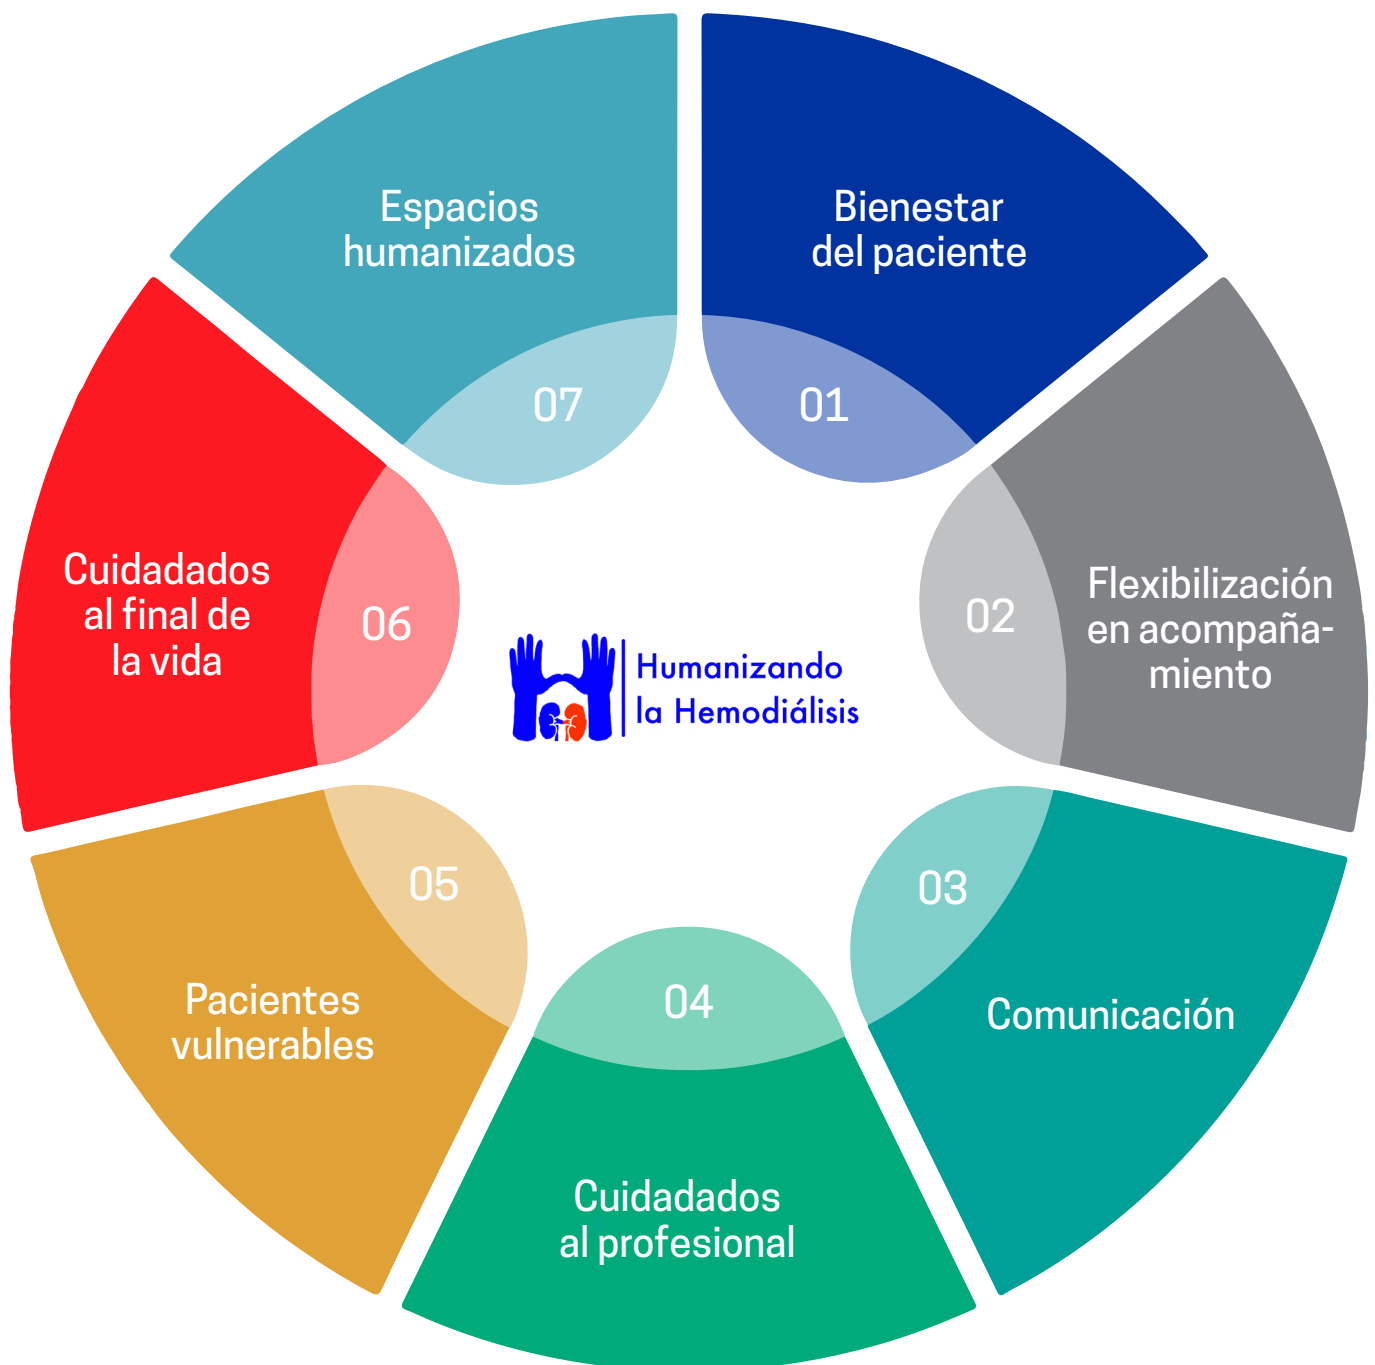 Bienestar
del paciente
01
Flexibilización
en acompaña-
miento
02
Comunicación
03
Cuidadados
al profesional
04
Pacientes
vulnerables
05
Cuidadados
al final de
la vida
06
Espacios
humanizados
07
Humanizando
la Hemodiálisis